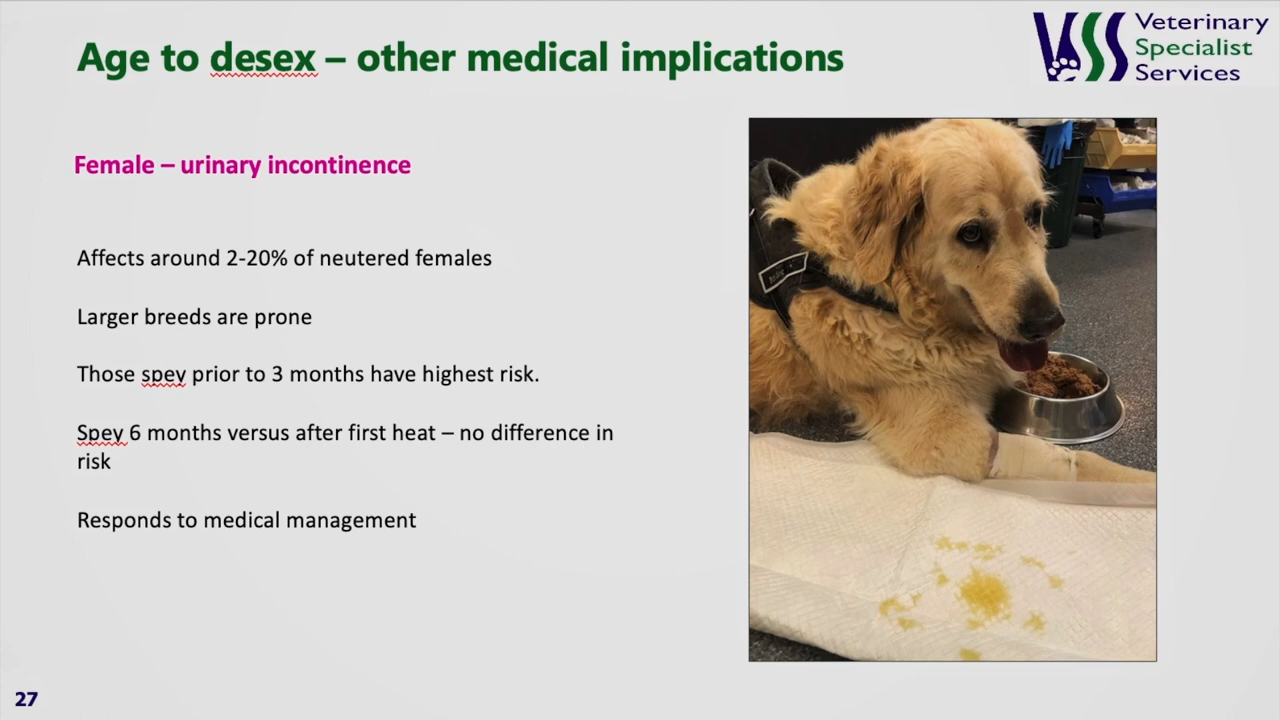 Age to desex – other medical implications
Veterinary
Specialist
Services
VSS
Female – urinary incontinence
Affects around 2-20% of neutered females
Larger breeds are prone
Those spey prior to 3 months have highest risk.
Spey 6 months versus after first heat – no difference in
risk
Responds to medical management
27